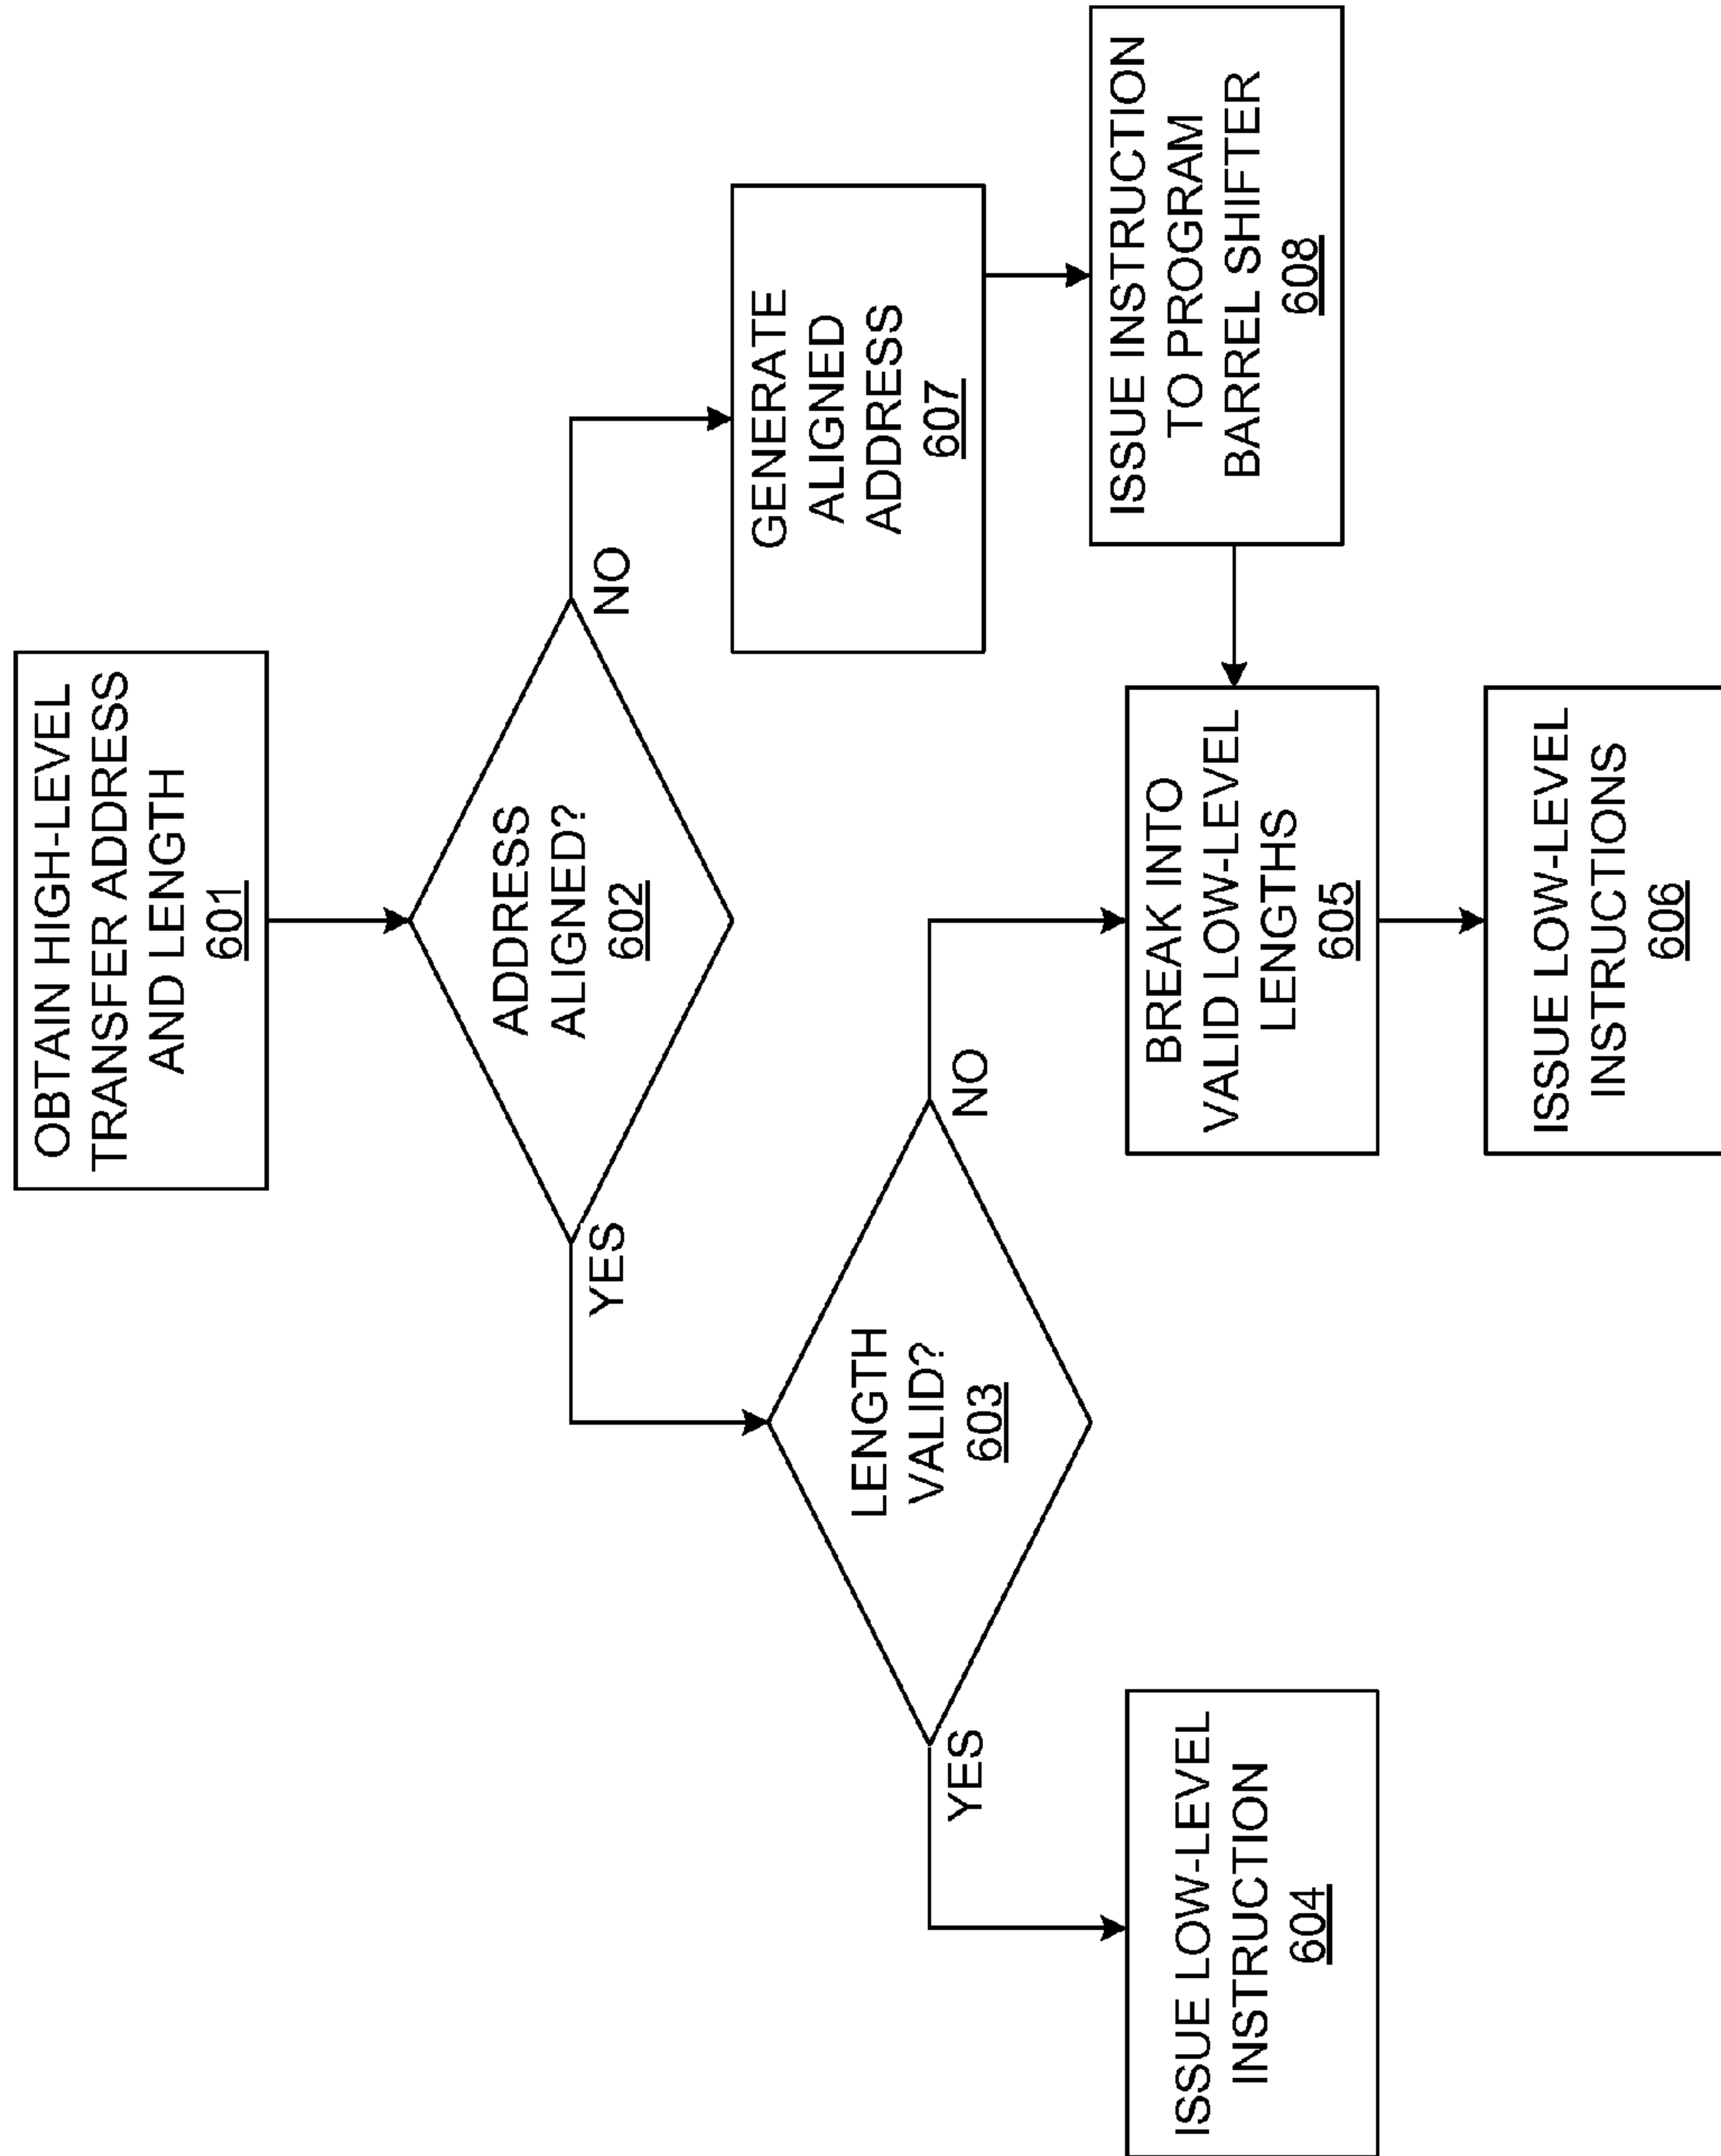 OBTAIN HIGH-LEVEL
TRANSFER ADDRESS
AND LENGTH
601
ADDRESS
ALIGNED?
602
YES
NO
LENGTH
VALID?
603
YES
NO
GENERATE
ALIGNED
ADDRESS
607
ISSUE LOW-LEVEL
INSTRUCTION
604
BREAK INTO
VALID LOW-LEVEL
LENGTHS
605
ISSUE INSTRUCTION
TO PROGRAM
BARREL SHIFTER
608
ISSUE LOW-LEVEL
INSTRUCTIONS
606